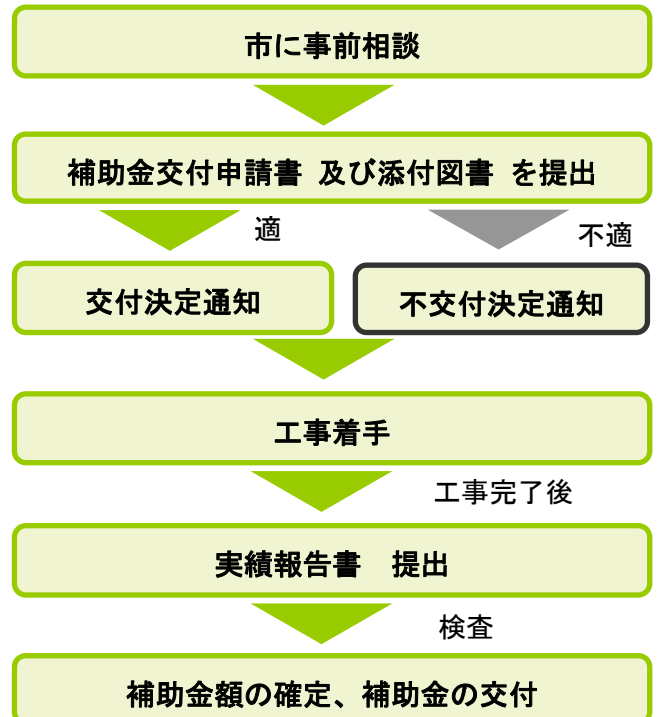 市に事前相談
補助金交付申請書 及び添付図書 を提出
適
不適
交付決定通知
不交付決定通知
工事着手
工事完了後
実績報告書　提出
検査
補助金額の確定、補助金の交付